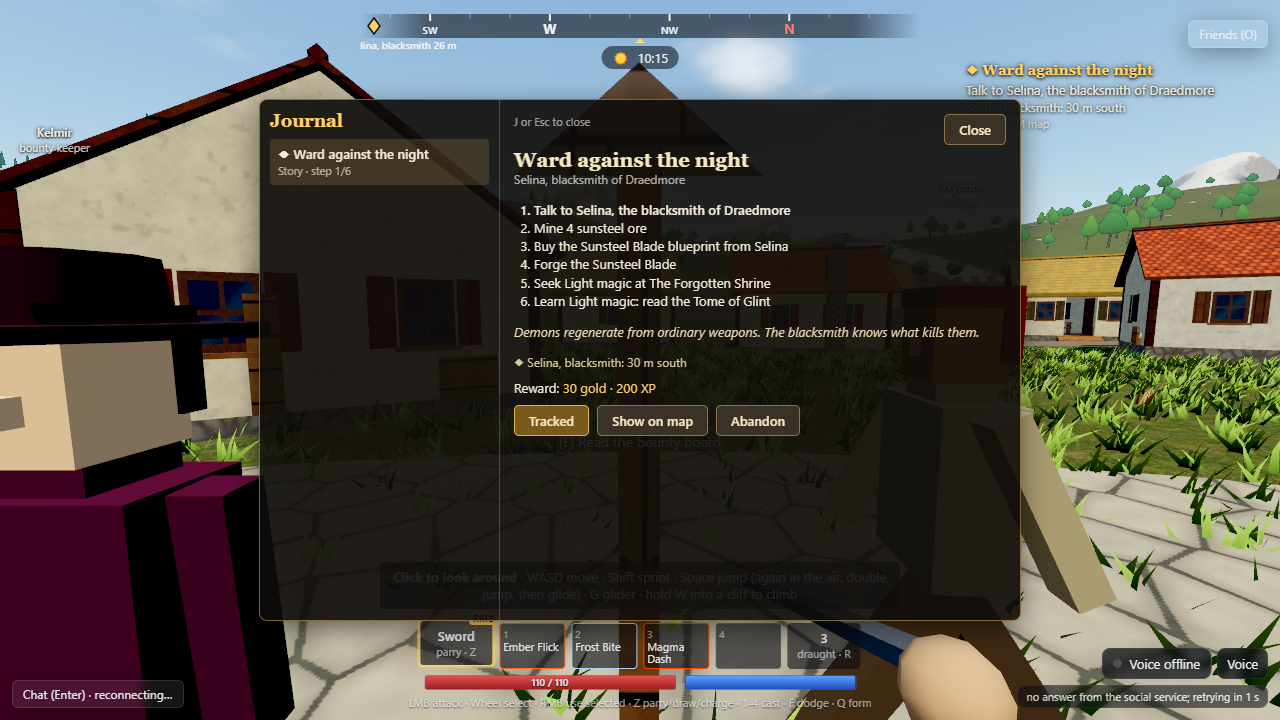 SW
W
NW
N
lina, blacksmith 26 m
10:15
Friends (O)
Ward against the night
Talk to Selina, the blacksmith of Draedmore
cksmith: 30 m south
map
Kelmir
bounty keeper
Journal
Ward against the night
Story · step 1/6
J or Esc to close
Close
Ward against the night
Selina, blacksmith of Draedmore
1. Talk to Selina, the blacksmith of Draedmore
2. Mine 4 sunsteel ore
3. Buy the Sunsteel Blade blueprint from Selina
4. Forge the Sunsteel Blade
5. Seek Light magic at The Forgotten Shrine
6. Learn Light magic: read the Tome of Glint
Demons regenerate from ordinary weapons. The blacksmith knows what kills them.
Selina, blacksmith: 30 m south
Reward: 30 gold · 200 XP
Tracked
Show on map
Abandon
[E] Read the bounty board
Click to look around · WASD move · Shift sprint · Space jump (again in the air: double
jump, then glide) · G glider · hold W into a cliff to climb
RMB
Sword
parry · Z
1
Ember Flick
2
Frost Bite
3
Magma
Dash
4
3
draught · R
110 / 110
LMB attack · Wheel select · RMB use selected · Z parry/draw/charge · 1-4 cast · F dodge · Q form
Chat (Enter) · reconnecting...
Voice offline
Voice
no answer from the social service; retrying in 1 s